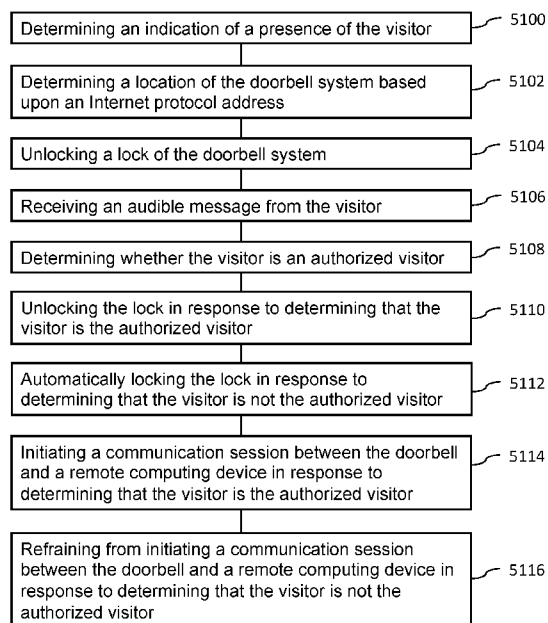 Determining an indication of a presence of the visitor
5100
Determining a location of the doorbell system based
upon an Internet protocol address
5102
Unlocking a lock of the doorbell system
5104
Receiving an audible message from the visitor
5106
Determining whether the visitor is an authorized visitor
5108
Unlocking the lock in response to determining that the
visitor is the authorized visitor
5110
Automatically locking the lock in response to
determining that the visitor is not the authorized visitor
5112
Initiating a communication session between the doorbell
and a remote computing device in response to
determining that the visitor is the authorized visitor
5114
Refraining from initiating a communication session
between the doorbell and a remote computing device in
response to determining that the visitor is not the
authorized visitor
5116